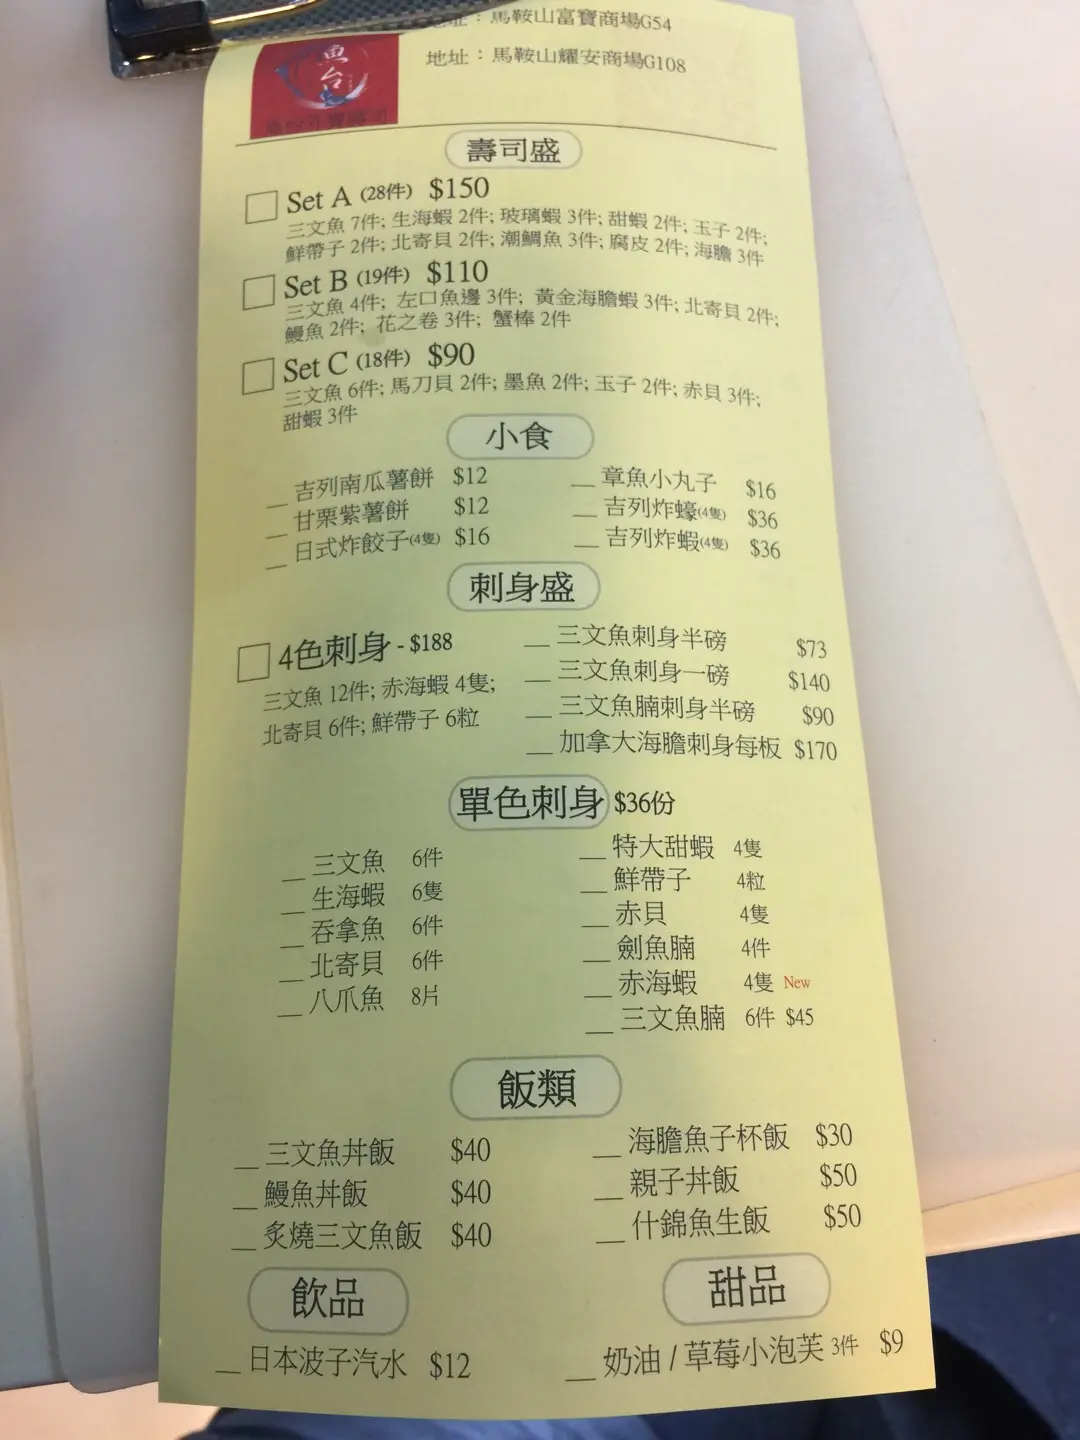 地址：馬鞍山富寶商場G54
地址：馬鞍山耀安商場G108
魚台
壽司盛
Set A (28件) $150
三文魚 7件; 生海蝦 2件; 玻璃蝦 3件; 甜蝦 2件; 玉子 2件;
鮮帶子 2件; 北寄貝 2件; 潮鯛魚 3件; 腐皮 2件; 海膽 3件
Set B (19件) $110
三文魚 4件; 左口魚邊 3件; 黃金海膽蝦 3件; 北寄貝 2件;
鰻魚 2件; 花之卷 3件; 蟹棒 2件
Set C (18件) $90
三文魚 6件; 馬刀貝 2件; 墨魚 2件; 玉子 2件; 赤貝 3件;
甜蝦 3件
小食
吉列南瓜薯餅 $12
甘栗紫薯餅 $12
日式炸餃子(4隻) $16
章魚小丸子 $16
吉列炸蠔(4隻) $36
吉列炸蝦(4隻) $36
刺身盛
4色刺身 - $188
三文魚 12件; 赤海蝦 4隻;
北寄貝 6件; 鮮帶子 6粒
三文魚刺身半磅 $73
三文魚刺身一磅 $140
三文魚腩刺身半磅 $90
加拿大海膽刺身每板 $170
單色刺身 $36份
三文魚 6件
生海蝦 6隻
吞拿魚 6件
北寄貝 6件
八爪魚 8片
特大甜蝦 4隻
鮮帶子 4粒
赤貝 4隻
劍魚腩 4件
赤海蝦 4隻 New
三文魚腩 6件 $45
飯類
三文魚丼飯 $40
鰻魚丼飯 $40
炙燒三文魚飯 $40
海膽魚子杯飯 $30
親子丼飯 $50
什錦魚生飯 $50
飲品
日本波子汽水 $12
甜品
奶油 / 草莓小泡芙 3件 $9